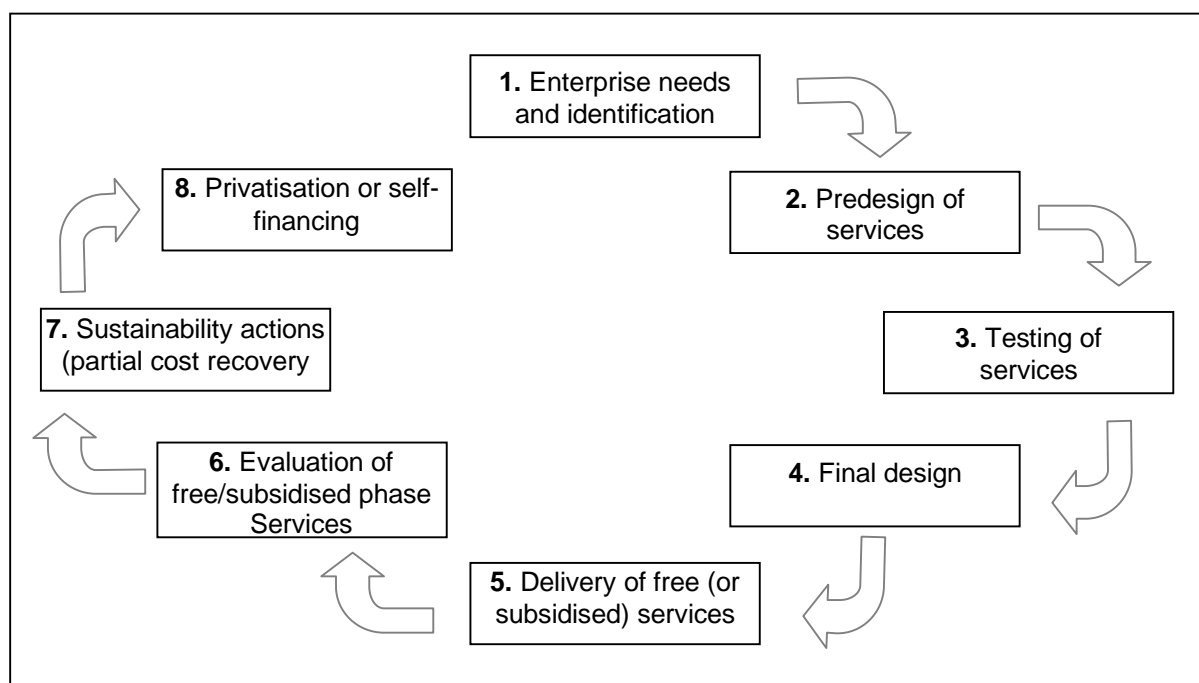 1. Enterprise needs
and identification
2. Predesign of
services
3. Testing of
services
4. Final design
5. Delivery of free (or
subsidised) services
6. Evaluation of
free/subsidised phase
Services
7. Sustainability actions
(partial cost recovery
8. Privatisation or self-
financing